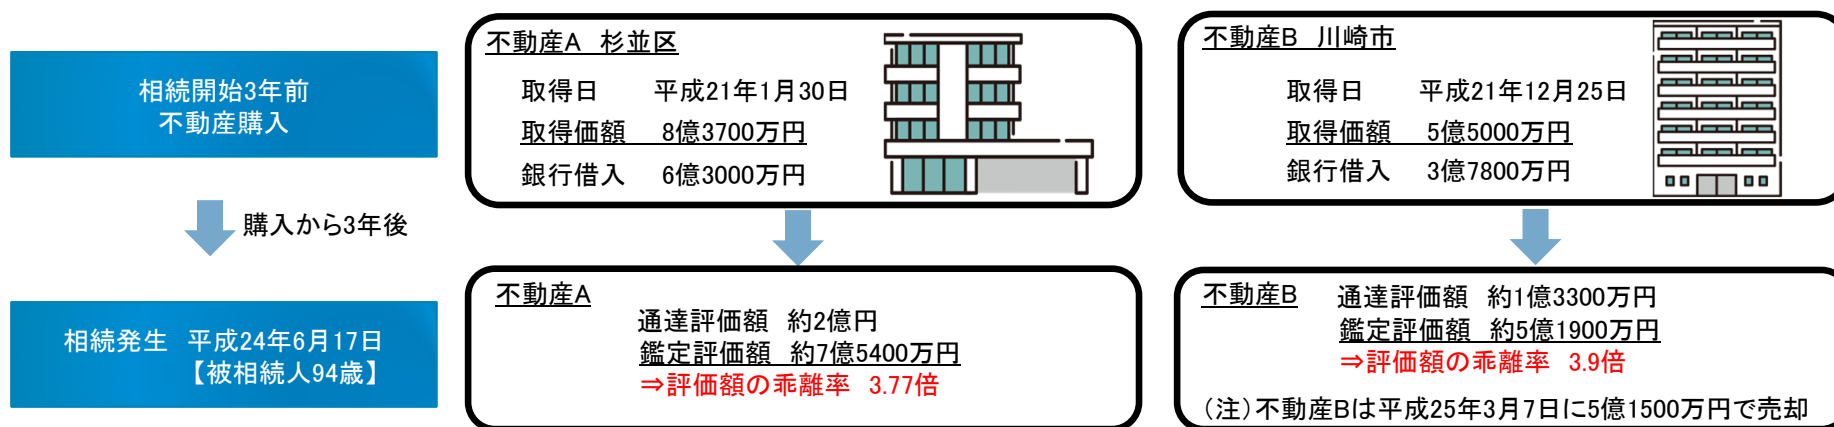 相続開始3年前
不動産購入
購入から3年後
相続発生 平成24年6月17日
【被相続人94歳】
不動産A 杉並区
取得日 平成21年1月30日
取得価額 8億3700万円
銀行借入 6億3000万円
不動産B 川崎市
取得日 平成21年12月25日
取得価額 5億5000万円
銀行借入 3億7800万円
不動産A
通達評価額 約2億円
鑑定評価額 約7億5400万円
⇒評価額の乖離率 3.77倍
不動産B 通達評価額 約1億3300万円
鑑定評価額 約5億1900万円
⇒評価額の乖離率 3.9倍
(注)不動産Bは平成25年3月7日に5億1500万円で売却